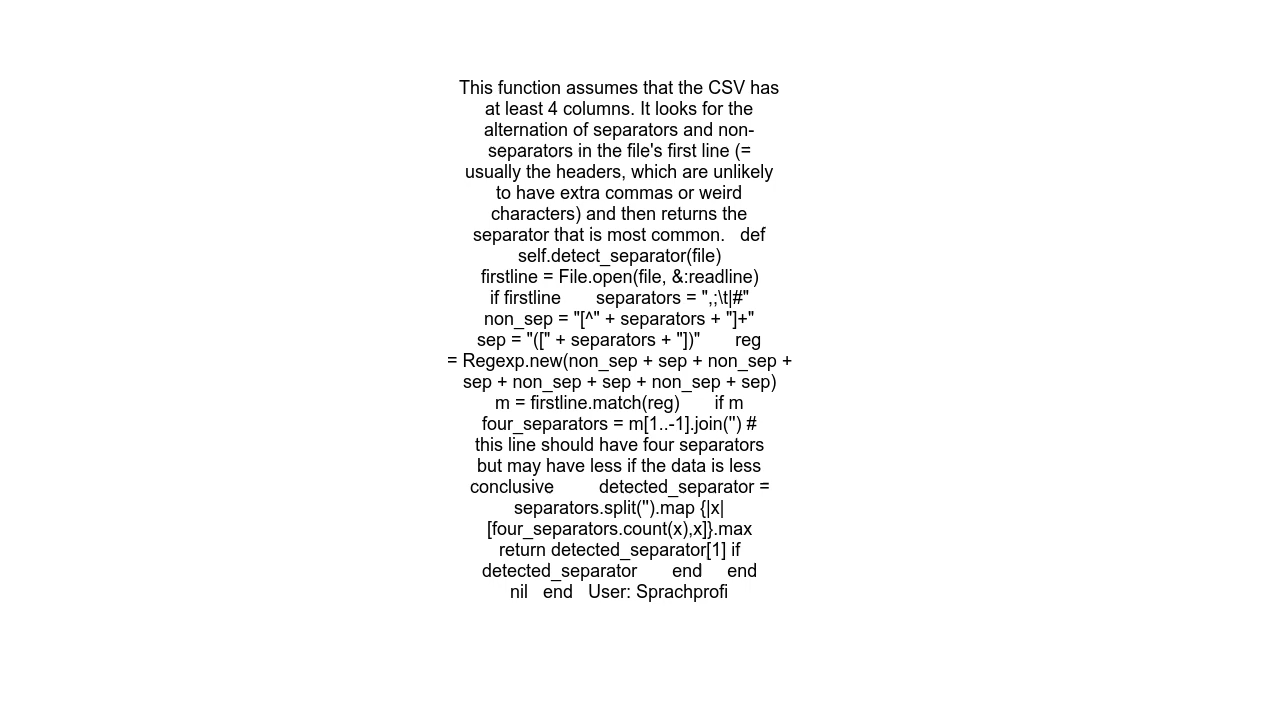 This function assumes that the CSV has
at least 4 columns. It looks for the
alternation of separators and non-
separators in the file's first line (=
usually the headers, which are unlikely
to have extra commas or weird
characters) and then returns the
separator that is most common.   def
self.detect_separator(file)
firstline = File.open(file, &:readline)
if firstline       separators = ",;\t|#"
non_sep = "[^" + separators + "]+"
sep = "([" + separators + "])"       reg
= Regexp.new(non_sep + sep + non_sep +
sep + non_sep + sep + non_sep + sep)
m = firstline.match(reg)       if m
four_separators = m[1..-1].join('') #
this line should have four separators
but may have less if the data is less
conclusive         detected_separator =
separators.split('').map {|x|
[four_separators.count(x),x]}.max
return detected_separator[1] if
detected_separator       end     end
nil   end   User: Sprachprofi